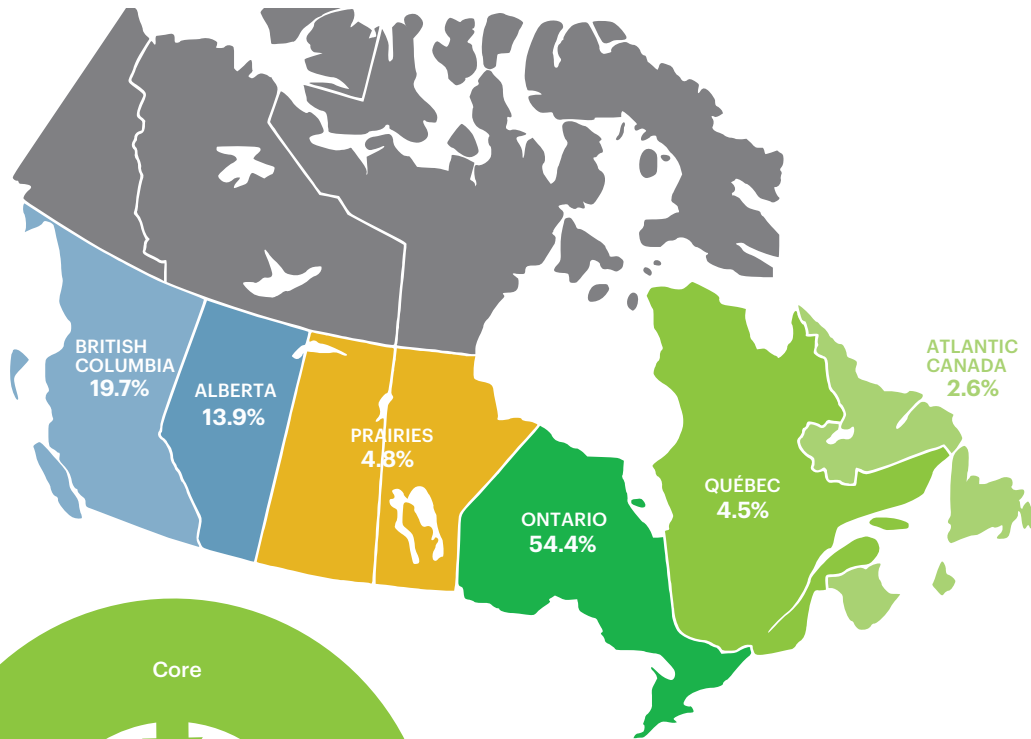 BRITISH
COLUMBIA
19.7%
ALBERTA
13.9%
PRAIRIES
4.8%
ONTARIO
54.4%
QUÉBEC
4.5%
ATLANTIC
CANADA
2.6%
Core